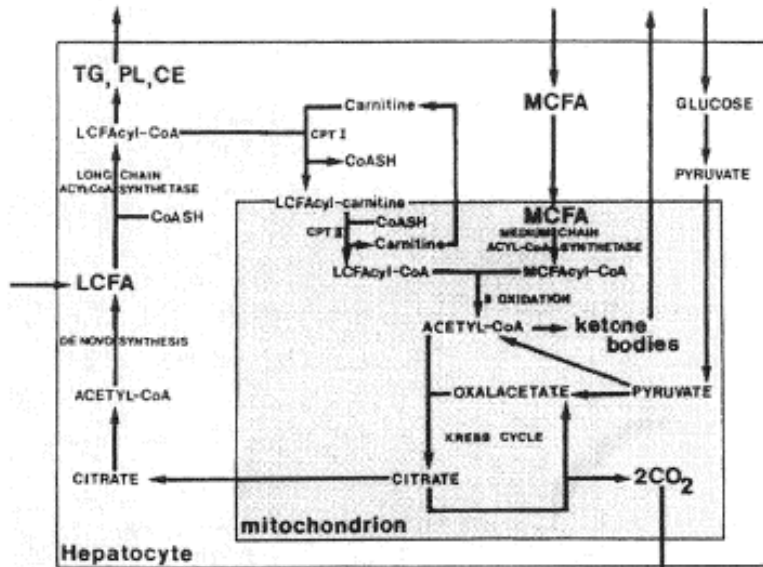 TG, PL, CE
MCFA
GLUCOSE
LCFAcyl-CoA
Carnitine
CPT I
CoASH
LONG CHAIN
ACYL-CoA SYNTHETASE
PYRUVATE
LCFAcyl-carnitine
CoASH
CoASH
CPT II
Carnitine
MCFA
MEDIUM CHAIN
ACYL-CoA SYNTHETASE
LCFAcyl-CoA
MCFAcyl-CoA
LCFA
β OXIDATION
ACETYL-CoA
ketone
bodies
DE NOVO SYNTHESIS
ACETYL-CoA
OXALACETATE
PYRUVATE
KREBS CYCLE
CITRATE
CITRATE
2CO₂
mitochondrion
Hepatocyte